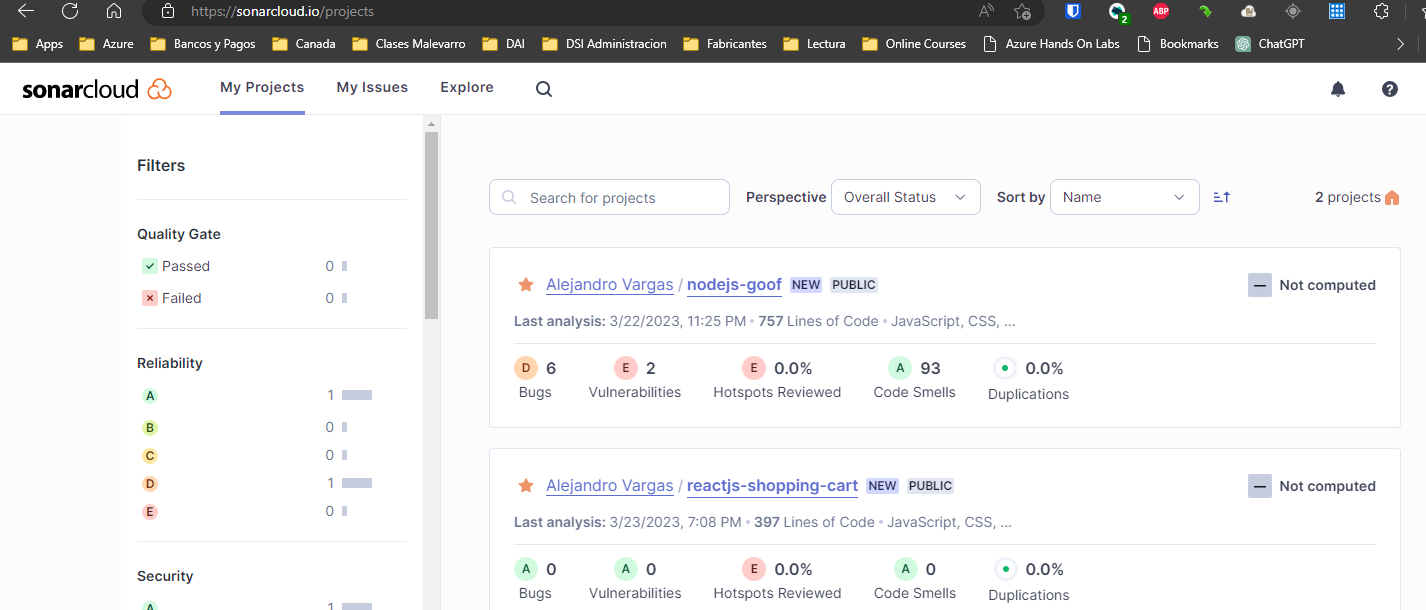 https://sonarcloud.io/projects
2
ABP
Apps Azure Bancos y Pagos Canada Clases Malevarro DAI DSI Administracion Fabricantes Lectura Online Courses Azure Hands On Labs Bookmarks ChatGPT
sonarcloud My Projects My Issues Explore ?
Filters
Search for projects Perspective Overall Status Sort by Name 2 projects
Quality Gate
Passed 0
Failed 0
Reliability
A 1
B 0
C 0
D 1
E 0
Security
A 1
Alejandro Vargas / nodejs-goof NEW PUBLIC Not computed
Last analysis: 3/22/2023, 11:25 PM • 757 Lines of Code • JavaScript, CSS, ...
D 6 E 2 E 0.0% A 93 0.0%
Bugs Vulnerabilities Hotspots Reviewed Code Smells Duplications
Alejandro Vargas / reactjs-shopping-cart NEW PUBLIC Not computed
Last analysis: 3/23/2023, 7:08 PM • 397 Lines of Code • JavaScript, CSS, ...
A 0 A 0 E 0.0% A 0 0.0%
Bugs Vulnerabilities Hotspots Reviewed Code Smells Duplications